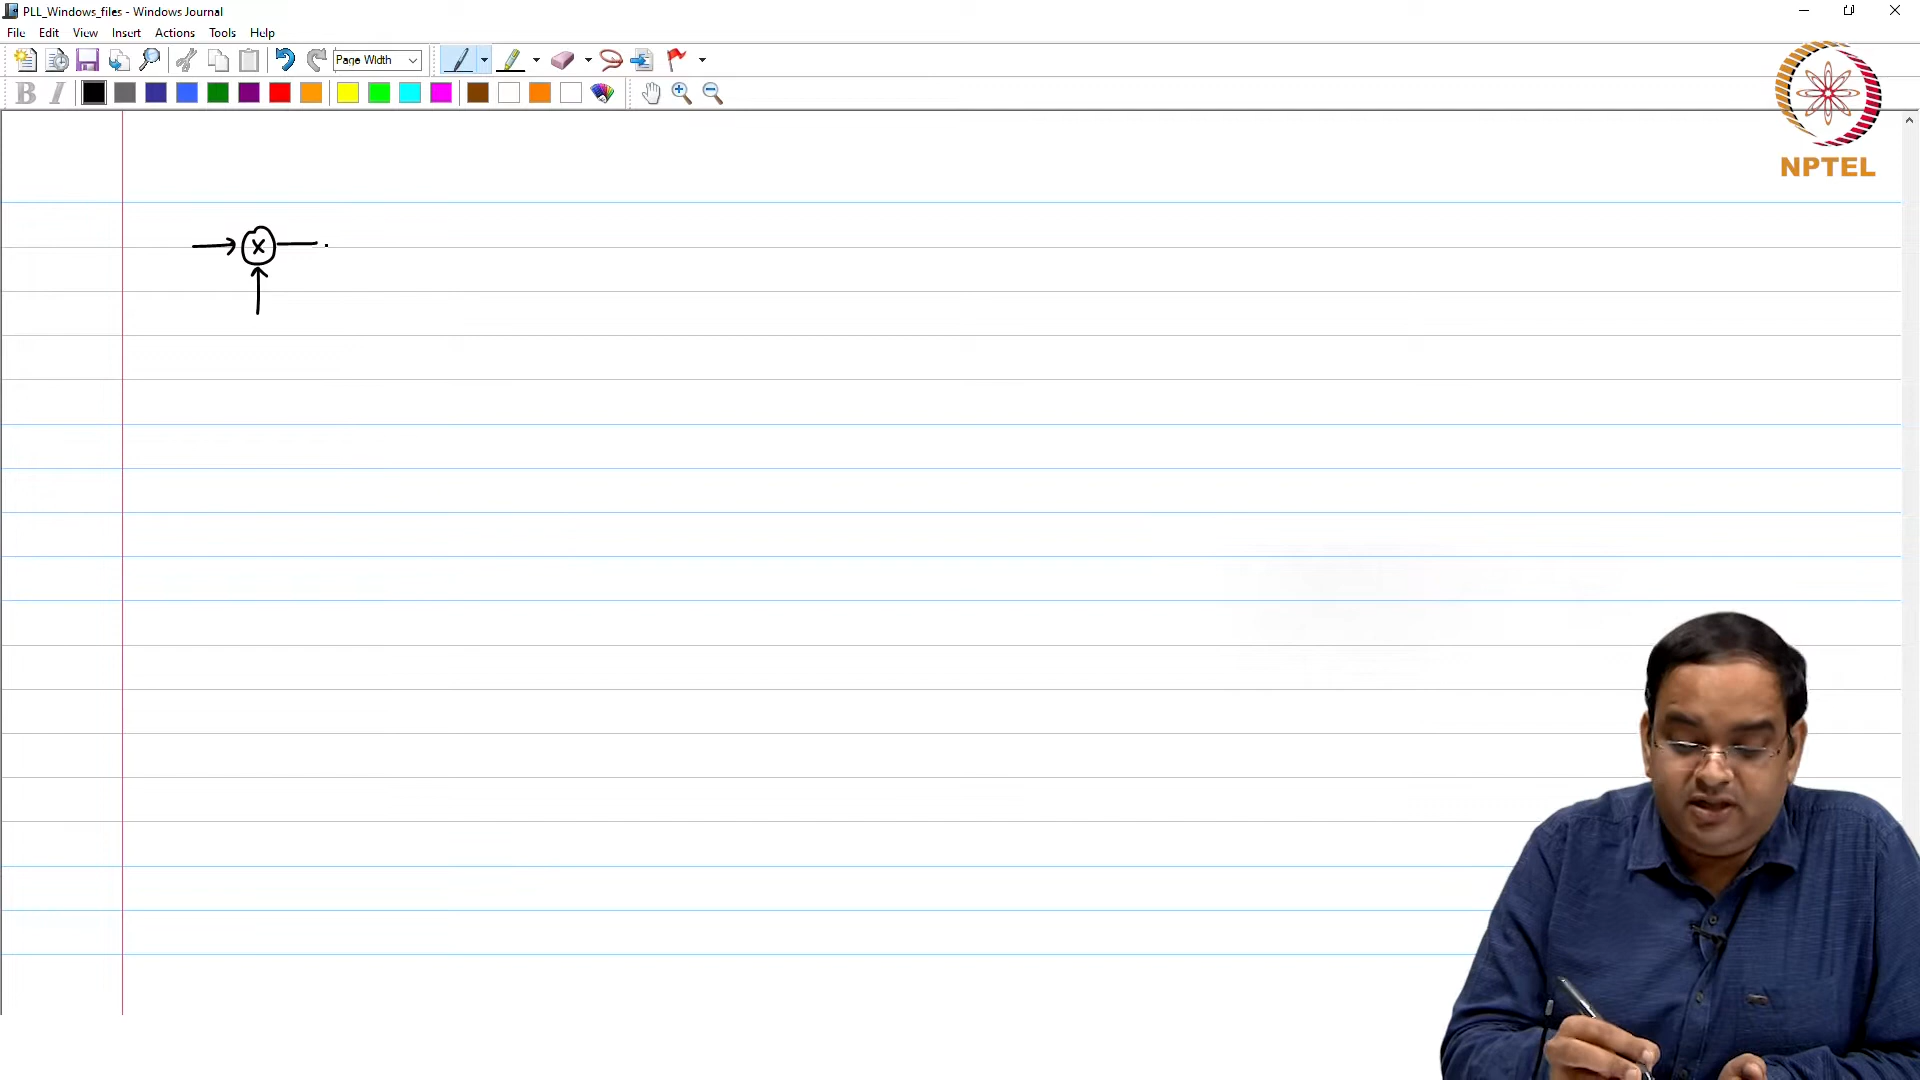 PLL_Windows_files - Windows Journal
File Edit View Insert Actions Tools Help
Page Width
B I
NPTEL
X